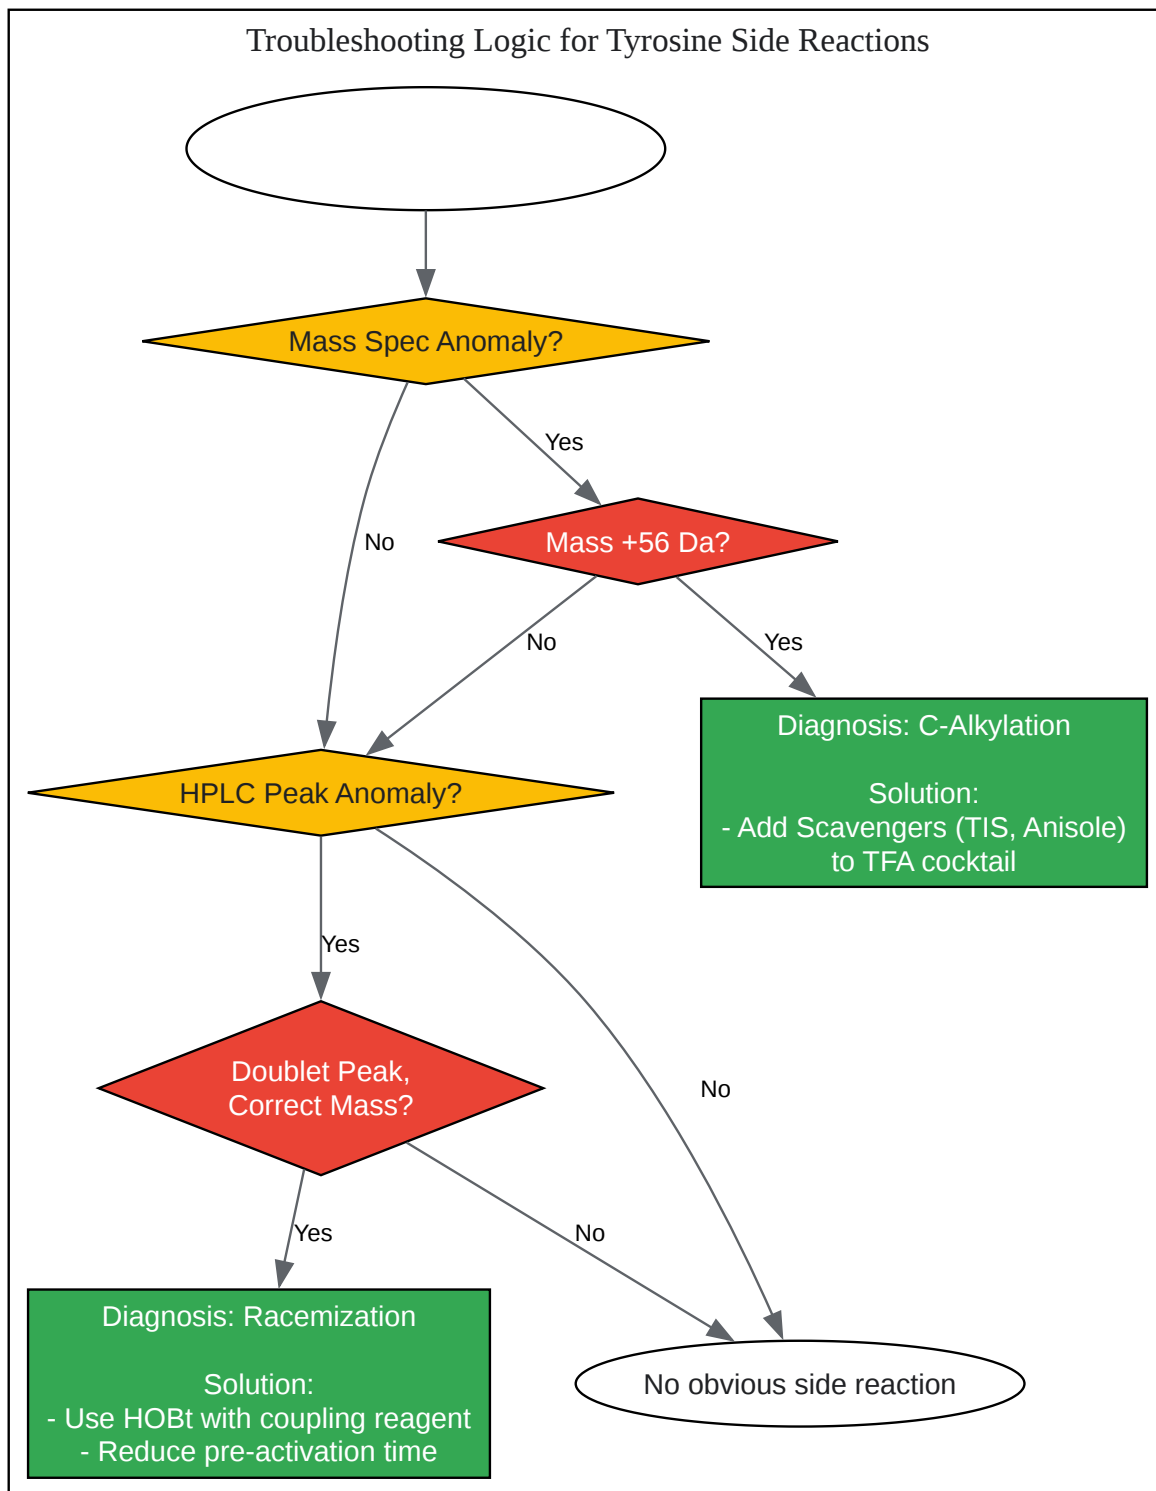 Troubleshooting Logic for Tyrosine Side Reactions
Mass Spec Anomaly?
Yes
No
Mass +56 Da?
No
Yes
Diagnosis: C-Alkylation
Solution:
- Add Scavengers (TIS, Anisole)
to TFA cocktail
HPLC Peak Anomaly?
Yes
No
Doublet Peak,
Correct Mass?
Yes
No
Diagnosis: Racemization
Solution:
- Use HOBt with coupling reagent
- Reduce pre-activation time
No obvious side reaction